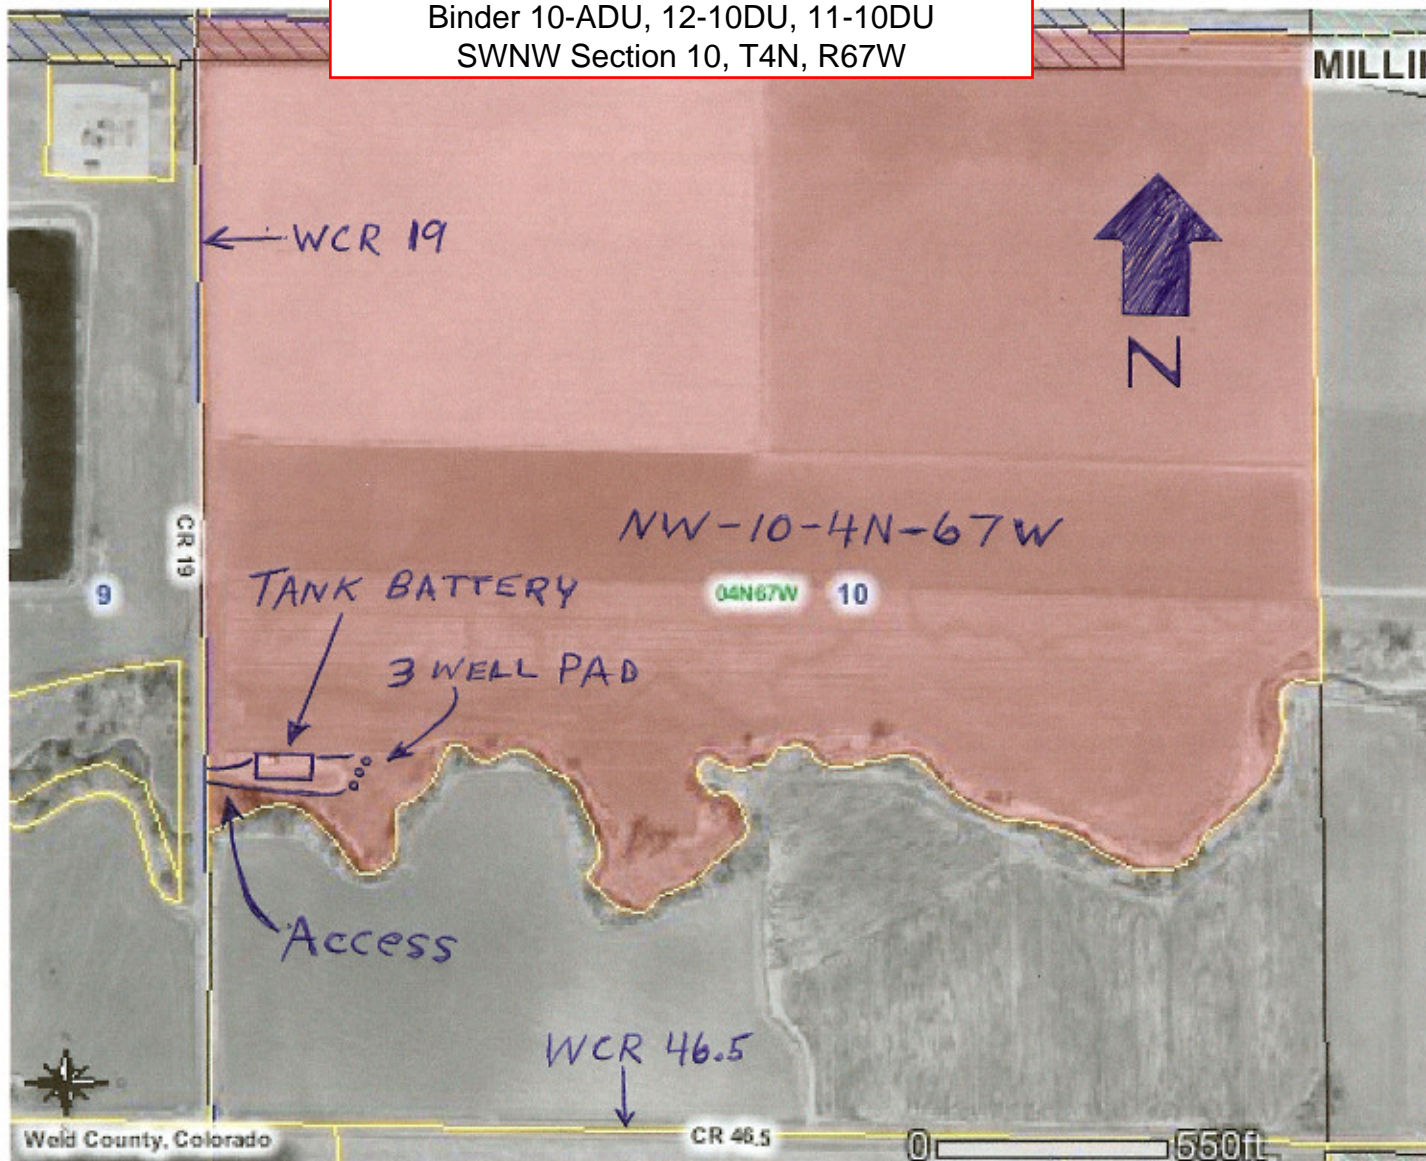 Binder 10-ADU, 12-10DU, 11-10DU
SWNW Section 10, T4N, R67W
WCR 19
N
CR 19
NW-10-4N-67W
9
TANK BATTERY
04N67W
10
3 WELL PAD
Access
WCR 46.5
Weld County, Colorado
CR 46.5
0
550ft